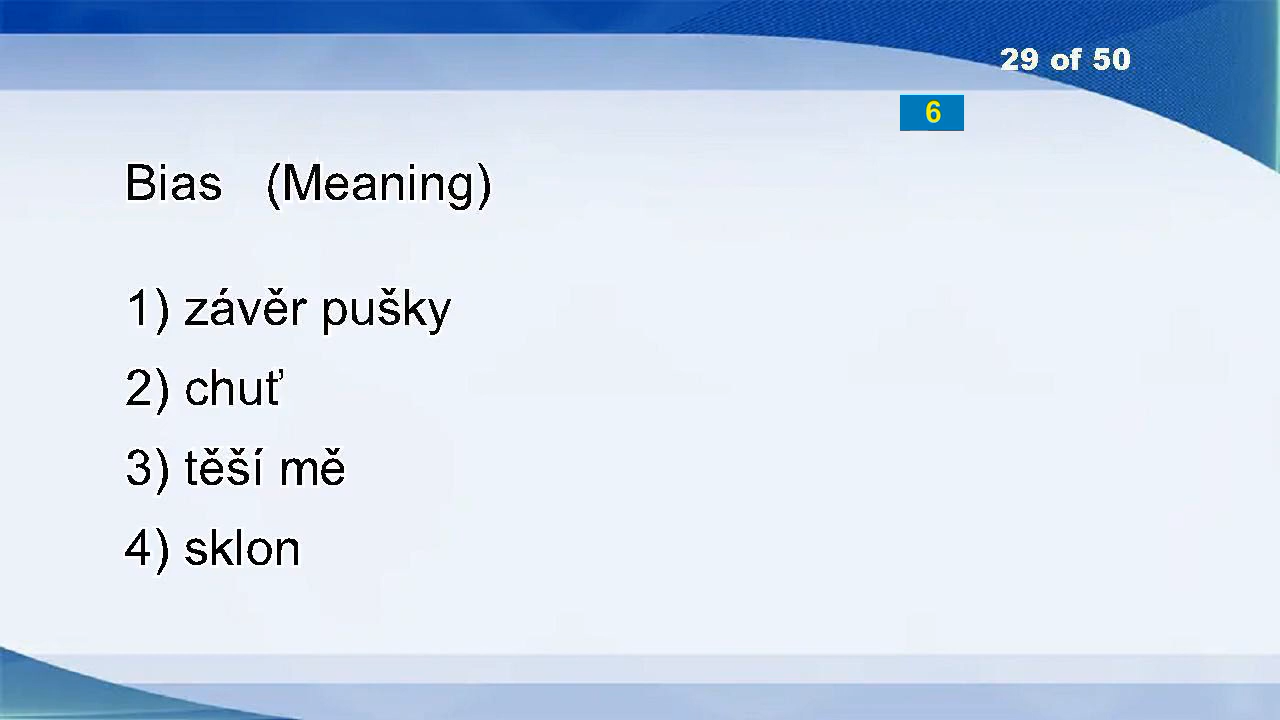 29 of 50
6
Bias (Meaning)
1) závěr pušky
2) chuť
3) těší mě
4) sklon